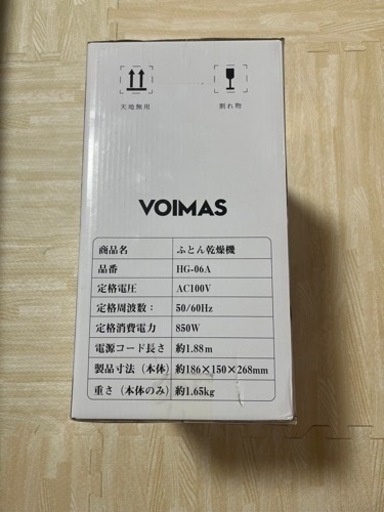 天地無用
割れ物
VOIMAS
商品名 ふとん乾燥機
品番 HG-06A
定格電圧 AC100V
定格周波数： 50/60Hz
定格消費電力 850W
電源コード長さ 約1.88m
製品寸法（本体） 約186×150×268mm
重さ（本体のみ） 約1.65kg